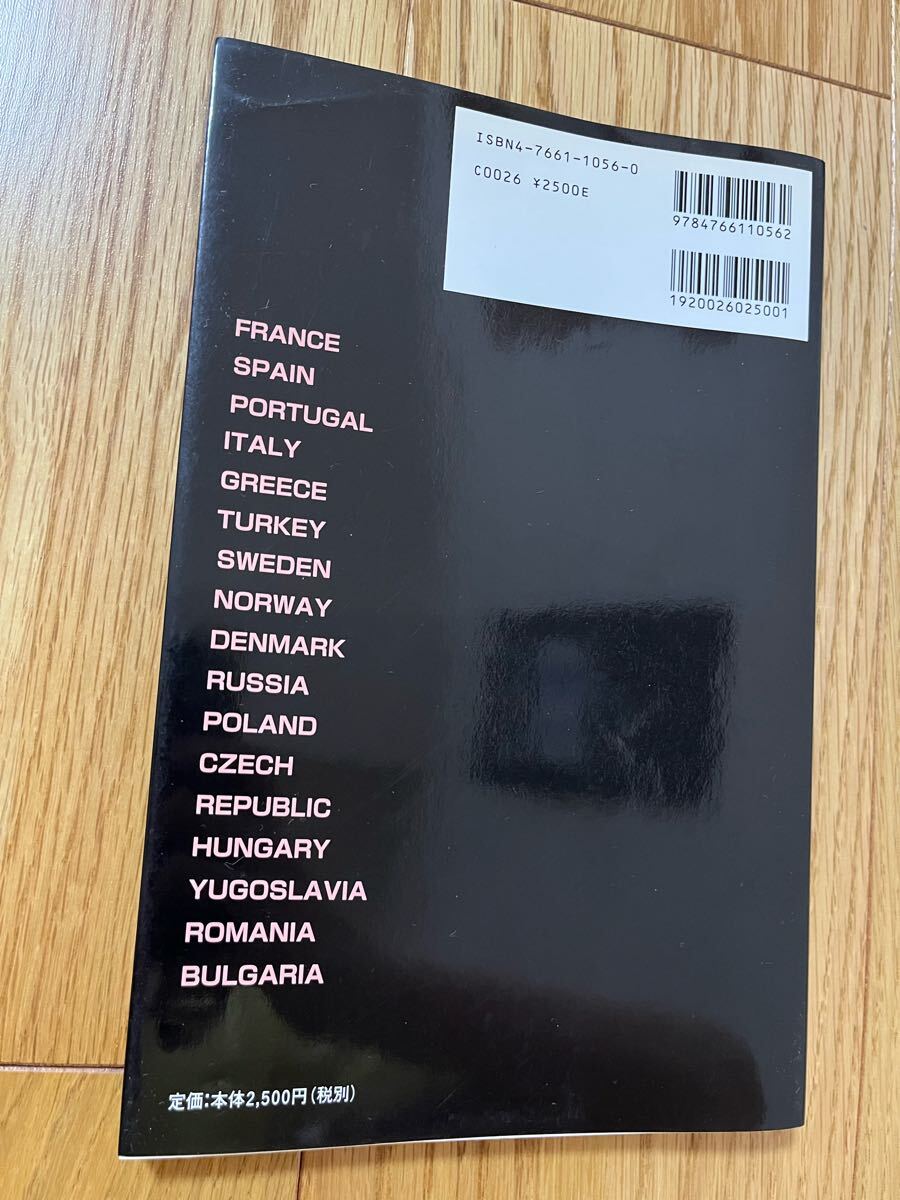 ISBN4-7661-1056-0
C0026 ¥2500E
9784766110562
1920026025001
FRANCE
SPAIN
PORTUGAL
ITALY
GREECE
TURKEY
SWEDEN
NORWAY
DENMARK
RUSSIA
POLAND
CZECH
REPUBLIC
HUNGARY
YUGOSLAVIA
ROMANIA
BULGARIA
定価:本体2,500円(税別)